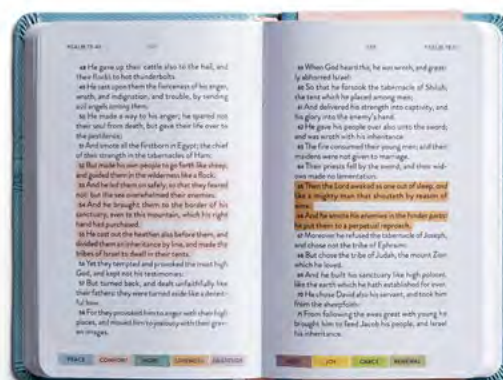 PSALM 78:48
48 He gave up their cattle also to the hail, and
their flocks to hot thunderbolts.
49 He cast upon them the fierceness of his anger,
wrath, and indignation, and trouble, by sending
evil angels among them.
50 He made a way to his anger; he spared not
their soul from death, but gave their life over to
the pestilence;
51 And smote all the firstborn in Egypt; the chief
of their strength in the tabernacles of Ham:
52 But made his own people to go forth like sheep,
and guided them in the wilderness like a flock.
53 And he led them on safely, so that they feared
not: but the sea overwhelmed their enemies.
54 And he brought them to the border of his
sanctuary, even to this mountain, which his right
hand had purchased.
55 He cast out the heathen also before them, and
divided them an inheritance by line, and made the
tribes of Israel to dwell in their tents.
56 Yet they tempted and provoked the most high
God, and kept not his testimonies:
57 But turned back, and dealt unfaithfully like
their fathers: they were turned aside like a deceit-
ful bow.
58 For they provoked him to anger with their high
places, and moved him to jealousy with their grav-
en images.
PEACE COMFORT HOPE GRATITUDE
59 When God heard this, he was wroth, and great-
ly abhorred Israel:
60 So that he forsook the tabernacle of Shiloh,
the tent which he placed among men;
61 And delivered his strength into captivity, and
his glory into the enemy's hand.
62 He gave his people over also unto the sword;
and was wroth with his inheritance.
63 The fire consumed their young men; and their
maidens were not given to marriage.
64 Their priests fell by the sword; and their wid-
ows made no lamentation.
65 Then the Lord awaked as one out of sleep, and
like a mighty man that shouteth by reason of
wine.
66 And he smote his enemies in the hinder parts:
he put them to a perpetual reproach.
67 Moreover he refused the tabernacle of Joseph,
and chose not the tribe of Ephraim:
68 But chose the tribe of Judah, the mount Zion
which he loved.
69 And he built his sanctuary like high palaces,
like the earth which he hath established for ever.
70 He chose David also his servant, and took him
from the sheepfolds:
71 From following the ewes great with young he
brought him to feed Jacob his people, and Israel
his inheritance.
JOY GRACE RENEWAL